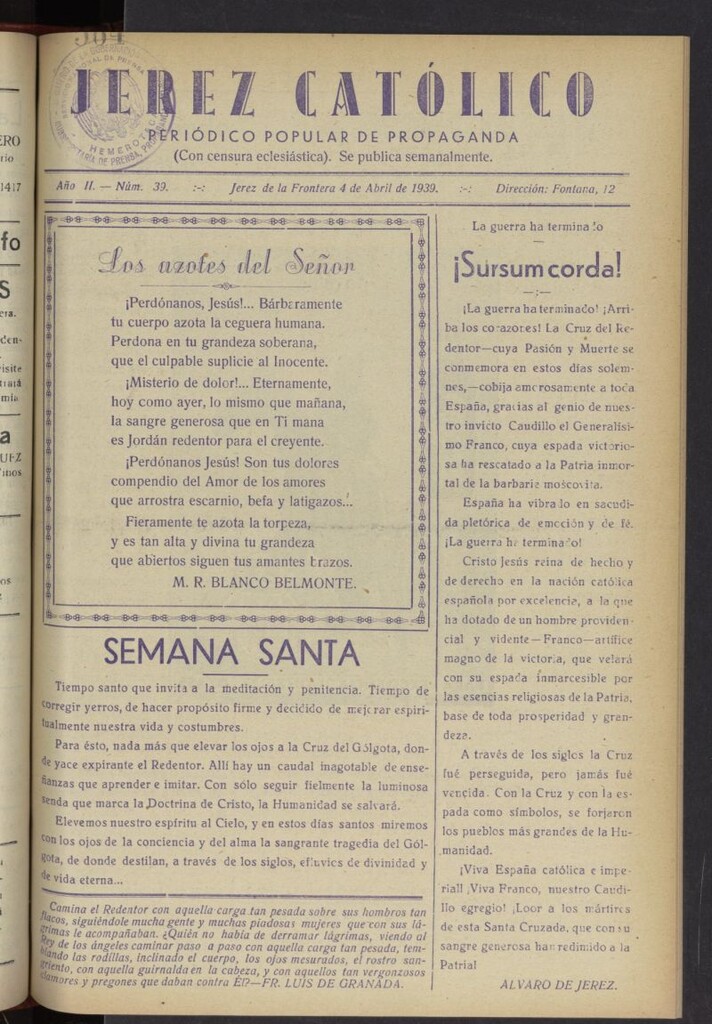 JEREZ CATÓLICO
HEMEROTECA
PERIÓDICO POPULAR DE PROPAGANDA
(Con censura eclesiástica). Se publica semanalmente.
Año II. — Núm. 39. :-: Jerez de la Frontera 4 de Abril de 1939. :-: Dirección: Fontana, 12
Los azotes del Señor
¡Perdónanos, Jesús!... Bárbaramente
tu cuerpo azota la ceguera humana.
Perdona en tu grandeza soberana,
que el culpable suplicie al Inocente.
¡Misterio de dolor!... Eternamente,
hoy como ayer, lo mismo que mañana,
la sangre generosa que en Ti mana
es Jordán redentor para el creyente.
¡Perdónanos Jesús! Son tus dolores
compendio del Amor de los amores
que arrostra escarnio, befa y latigazos...
Fieramente te azota la torpeza,
y es tan alta y divina tu grandeza
que abiertos siguen tus amantes brazos.
M. R. BLANCO BELMONTE.
SEMANA SANTA
Tiempo santo que invita a la meditación y penitencia. Tiempo de
corregir yerros, de hacer propósito firme y decidido de mejorar espiri-
tualmente nuestra vida y costumbres.
Para ésto, nada más que elevar los ojos a la Cruz del Gólgota, don-
de yace expirante el Redentor. Allí hay un caudal inagotable de ense-
ñanzas que aprender e imitar. Con sólo seguir fielmente la luminosa
senda que marca la Doctrina de Cristo, la Humanidad se salvará.
Elevemos nuestro espíritu al Cielo, y en estos días santos miremos
con los ojos de la conciencia y del alma la sangrante tragedia del Gól-
gota, de donde destilan, a través de los siglos, efluvios de divinidad y
de vida eterna...
Camina el Redentor con aquella carga tan pesada sobre sus hombros tan
flacos, siguiéndole mucha gente y muchas piadosas mujeres que con sus lá-
grimas le acompañaban. ¿Quién no había de derramar lágrimas, viendo al
Rey de los ángeles caminar paso a paso con aquella carga tan pesada, tem-
blando las rodillas, inclinado el cuerpo, los ojos mesurados, el rostro san-
griento, con aquella guirnalda en la cabeza, y con aquellos tan vergonzosos
clamores y pregones que daban contra Él?—FR. LUIS DE GRANADA.
La guerra ha terminado
¡Sursum corda!
¡La guerra ha terminado! ¡Arri-
ba los corazones! La Cruz del Re-
dentor—cuya Pasión y Muerte se
conmemora en estos días solem-
nes,—cobija amorosamente a toda
España, gracias al genio de nues-
tro invicto Caudillo el Generalísi-
mo Franco, cuya espada victorio-
sa ha rescatado a la Patria inmor-
tal de la barbarie moscovita.
España ha vibrado en sacudi-
da pletórica de emoción y de fé.
¡La guerra ha terminado!
Cristo Jesús reina de hecho y
de derecho en la nación católica
española por excelencia, a la que
ha dotado de un hombre providen-
cial y vidente—Franco—artífice
magno de la victoria, que velará
con su espada inmarcesible por
las esencias religiosas de la Patria,
base de toda prosperidad y gran-
deza.
A través de los siglos la Cruz
fué perseguida, pero jamás fué
vencida. Con la Cruz y con la es-
pada como símbolos, se forjaron
los pueblos más grandes de la Hu-
manidad.
¡Viva España católica e impe-
rial! ¡Viva Franco, nuestro Caudi-
llo egregio! ¡Loor a los mártires
de esta Santa Cruzada, que con su
sangre generosa han redimido a la
Patria!
ALVARO DE JEREZ.